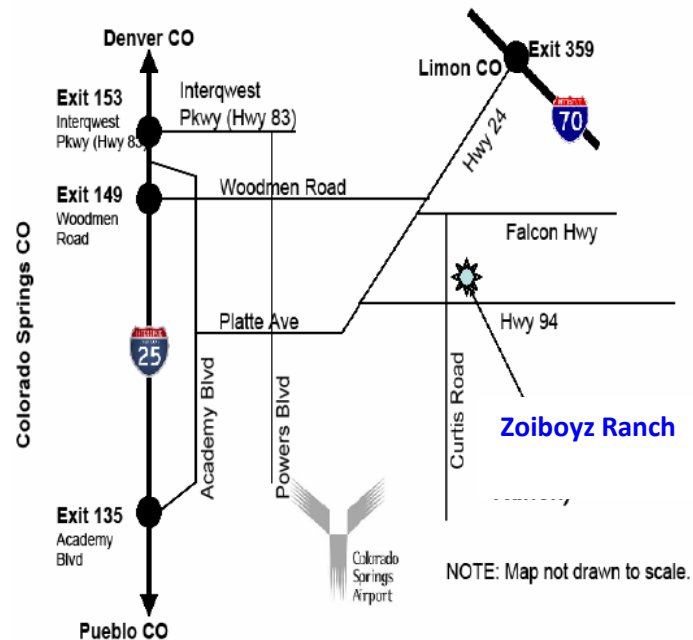 Denver CO
Exit 153
Interqwest
Pkwy (Hwy 83)
Interqwest
Pkwy (Hwy 83)
Limon CO
Exit 359
70
Hwy 24
Exit 149
Woodmen
Road
Woodmen Road
Falcon Hwy
Colorado Springs CO
INTERSTATE
25
Platte Ave
Hwy 94
Academy Blvd
Powers Blvd
Curtis Road
Zoiboyz Ranch
Exit 135
Academy
Blvd
Colorado
Springs
Airport
NOTE: Map not drawn to scale.
Pueblo CO